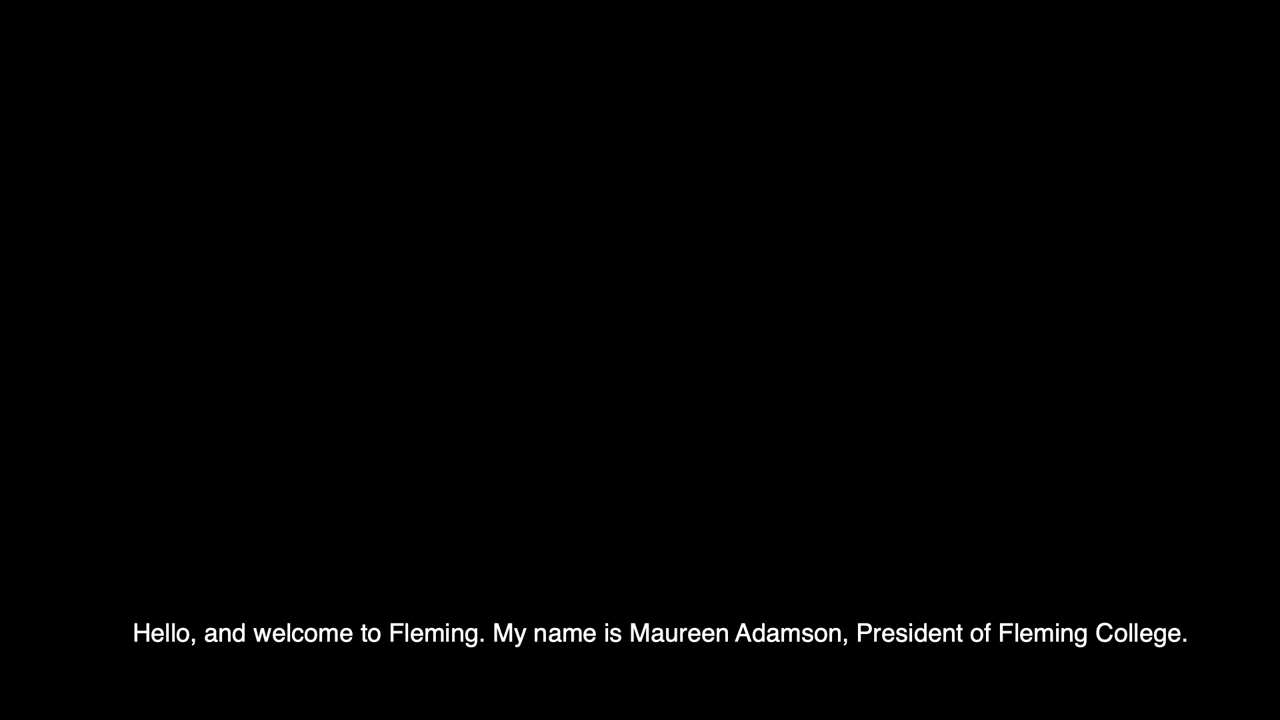 Hello, and welcome to Fleming. My name is Maureen Adamson, President of Fleming College.